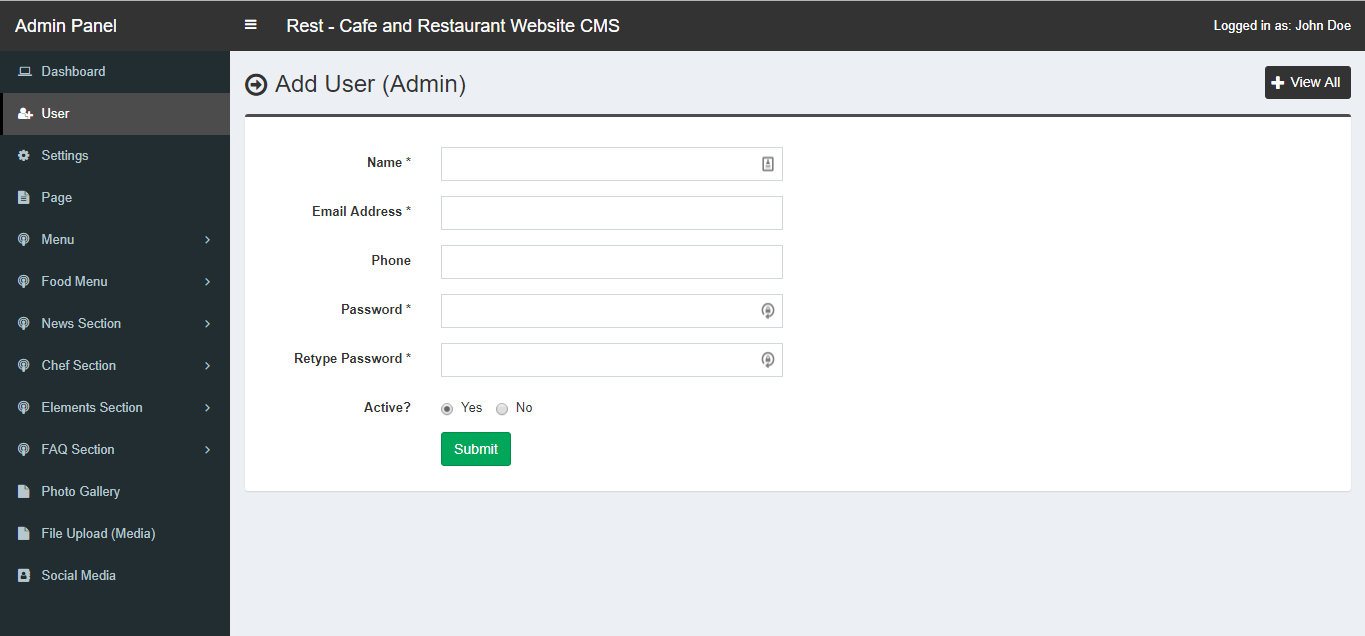 Admin Panel
Rest - Cafe and Restaurant Website CMS
Logged in as: John Doe
Dashboard
User
Settings
Page
Menu
Food Menu
News Section
Chef Section
Elements Section
FAQ Section
Photo Gallery
File Upload (Media)
Social Media
Add User (Admin)
View All
Name *
Email Address *
Phone
Password *
Retype Password *
Active? Yes No
Submit